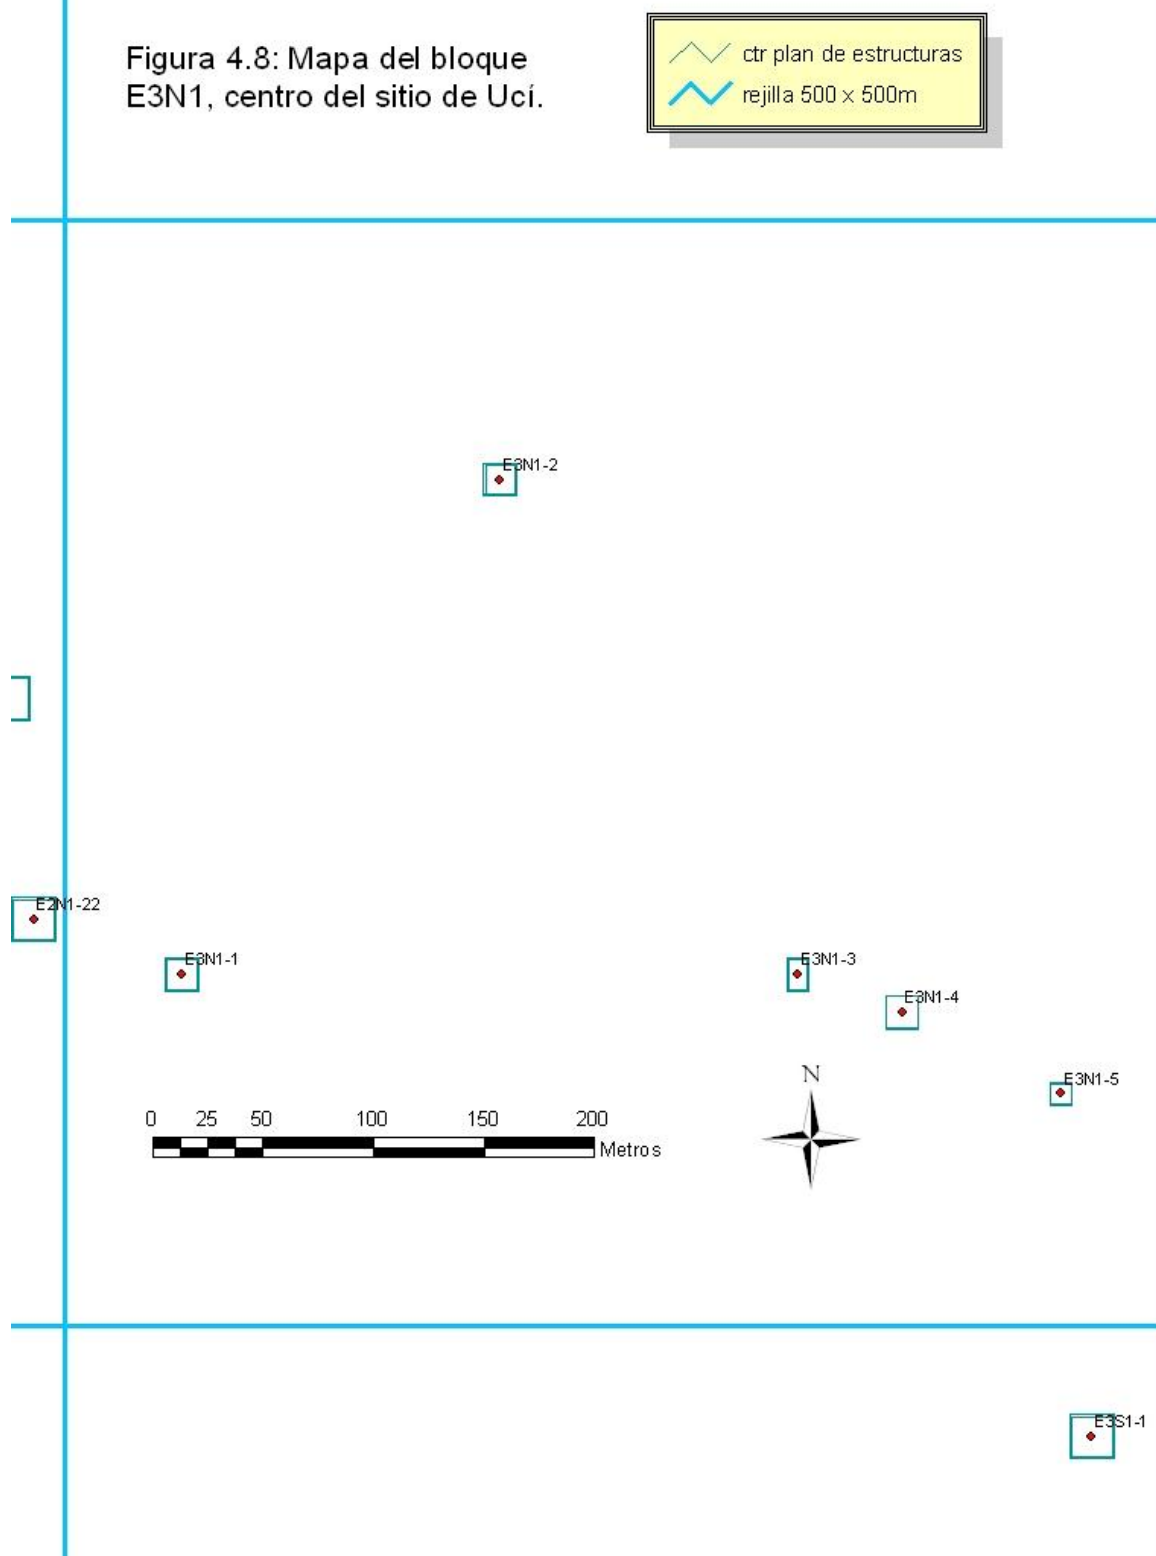 Figura 4.8: Mapa del bloque
E3N1, centro del sitio de Ucí.
ctr plan de estructuras
rejilla 500 x 500m
E3N1-2
E2N1-22
E3N1-1
E3N1-3
E3N1-4
N
E3N1-5
0 25 50 100 150 200
Metros
E3S1-1